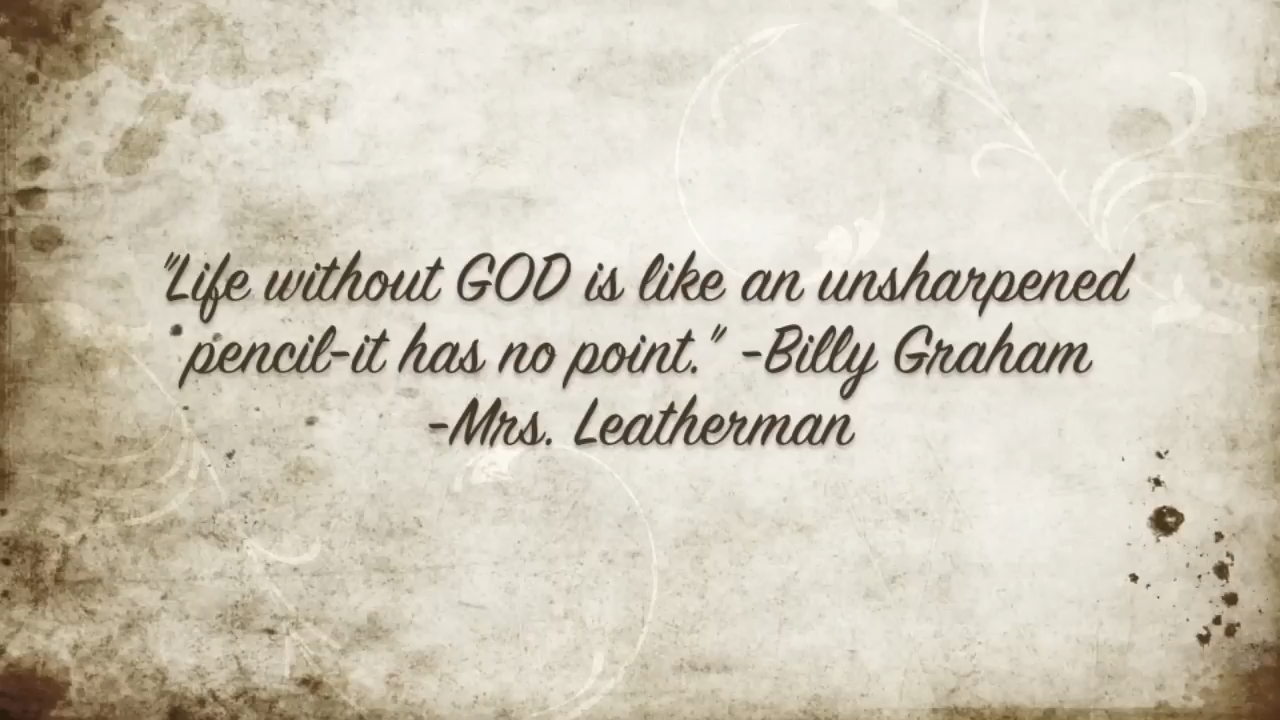 "Life without GOD is like an unsharpened
pencil-it has no point." -Billy Graham
-Mrs. Leatherman